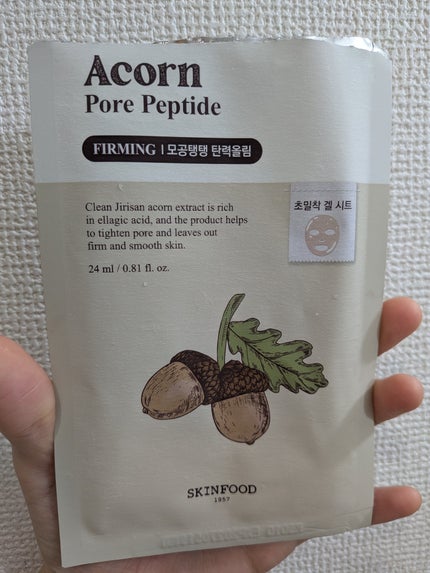 Acorn
Pore Peptide
FIRMING | 모공탱탱 탄력올림
초밀착 겔 시트
Clean Jirisan acorn extract is rich
in ellagic acid, and the product helps
to tighten pore and leaves out
firm and smooth skin.
24 ml / 0.81 fl. oz.
SKINFOOD
1957